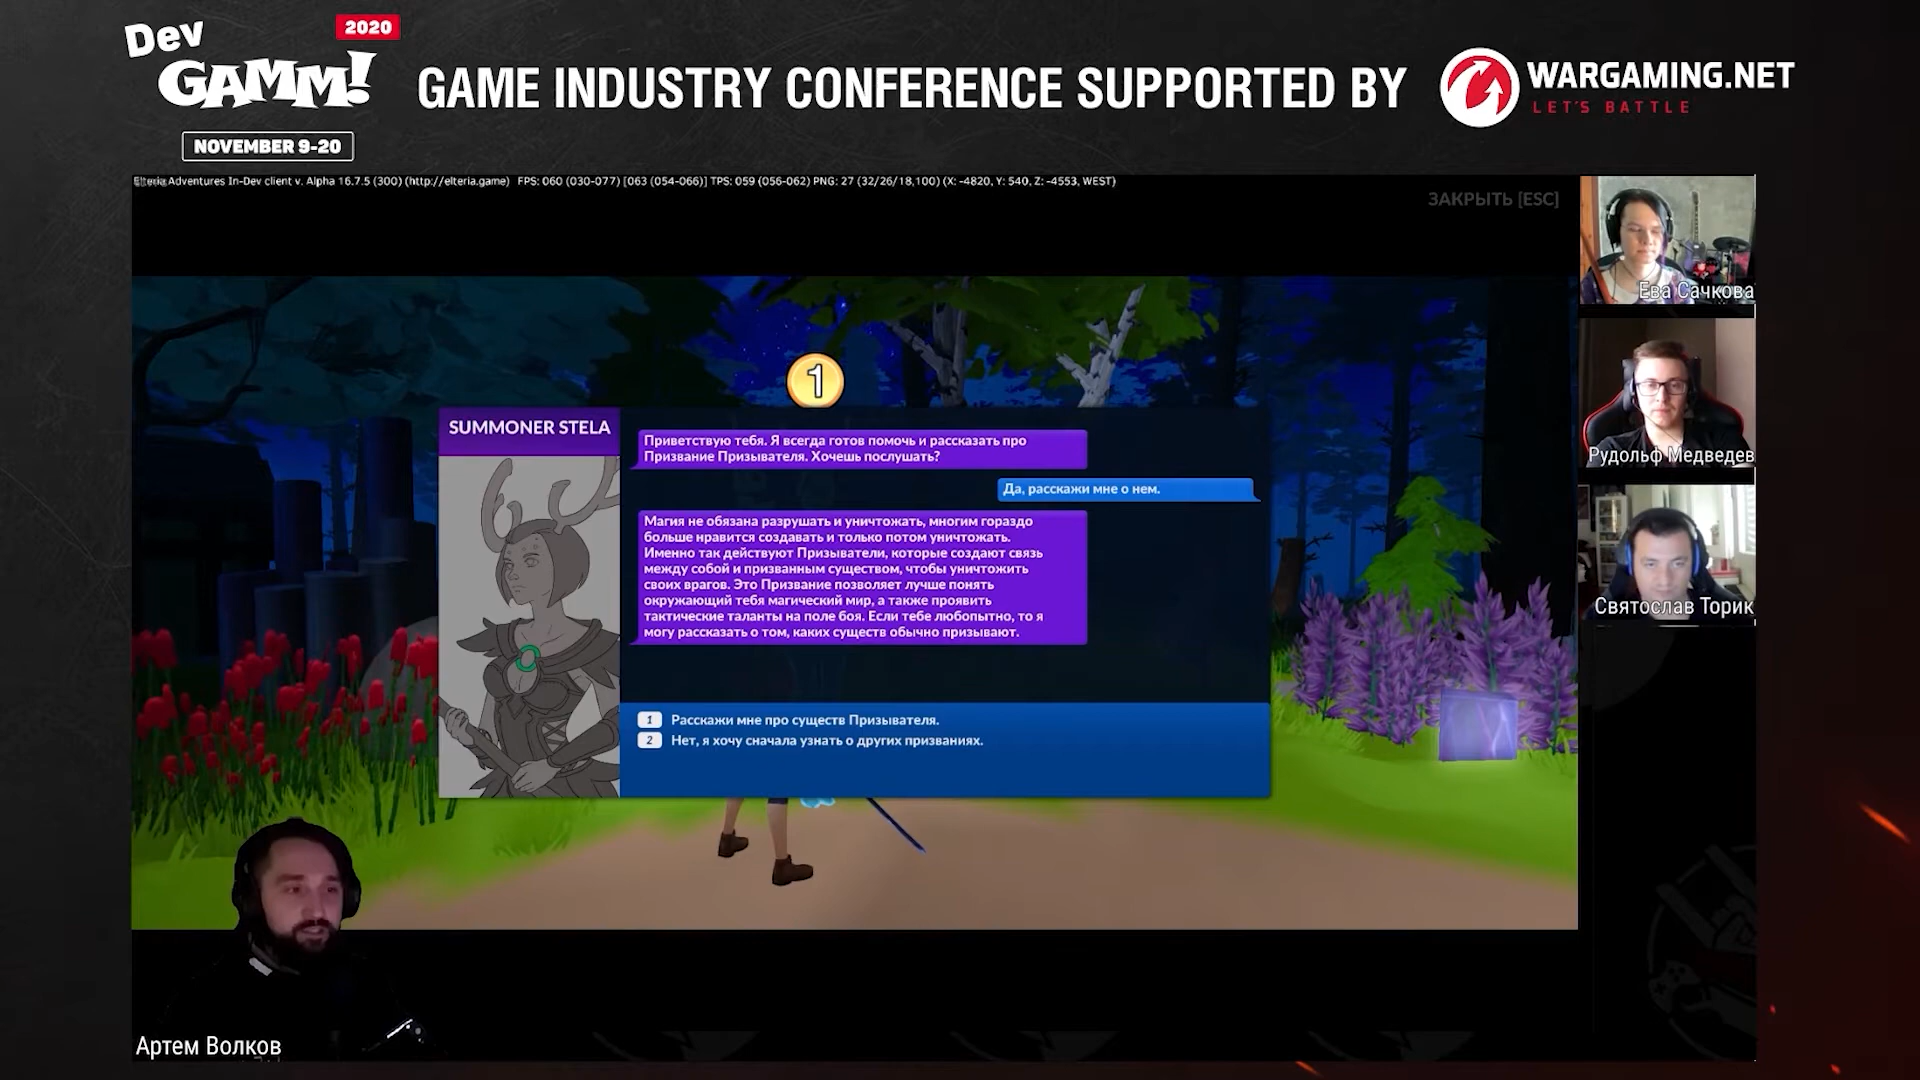 Dev
GAMM!
2020
NOVEMBER 9-20
GAME INDUSTRY CONFERENCE SUPPORTED BY
WARGAMING.NET
LET'S BATTLE
Elteria Adventures In-Dev client v. Alpha 16.7.5 (300) (http://elteria.game) FPS: 060 (030-077) [063 (054-066)] TPS: 059 (056-062) PNG: 27 (32/26/18,100) (X: -4820, Y: 540, Z: -4553, WEST)
ЗАКРЫТЬ [ESC]
Ева Сачкова
Рудольф Медведев
Святослав Торик
1
SUMMONER STELA
Приветствую тебя. Я всегда готов помочь и рассказать про
Призвание Призывателя. Хочешь послушать?
Да, расскажи мне о нем.
Магия не обязана разрушать и уничтожать, многим гораздо
больше нравится создавать и только потом уничтожать.
Именно так действуют Призыватели, которые создают связь
между собой и призванным существом, чтобы уничтожить
своих врагов. Это Призвание позволяет лучше понять
окружающий тебя магический мир, а также проявить
тактические таланты на поле боя. Если тебе любопытно, то я
могу рассказать о том, каких существ обычно призывают.
1 Расскажи мне про существ Призывателя.
2 Нет, я хочу сначала узнать о других призваниях.
Артем Волков